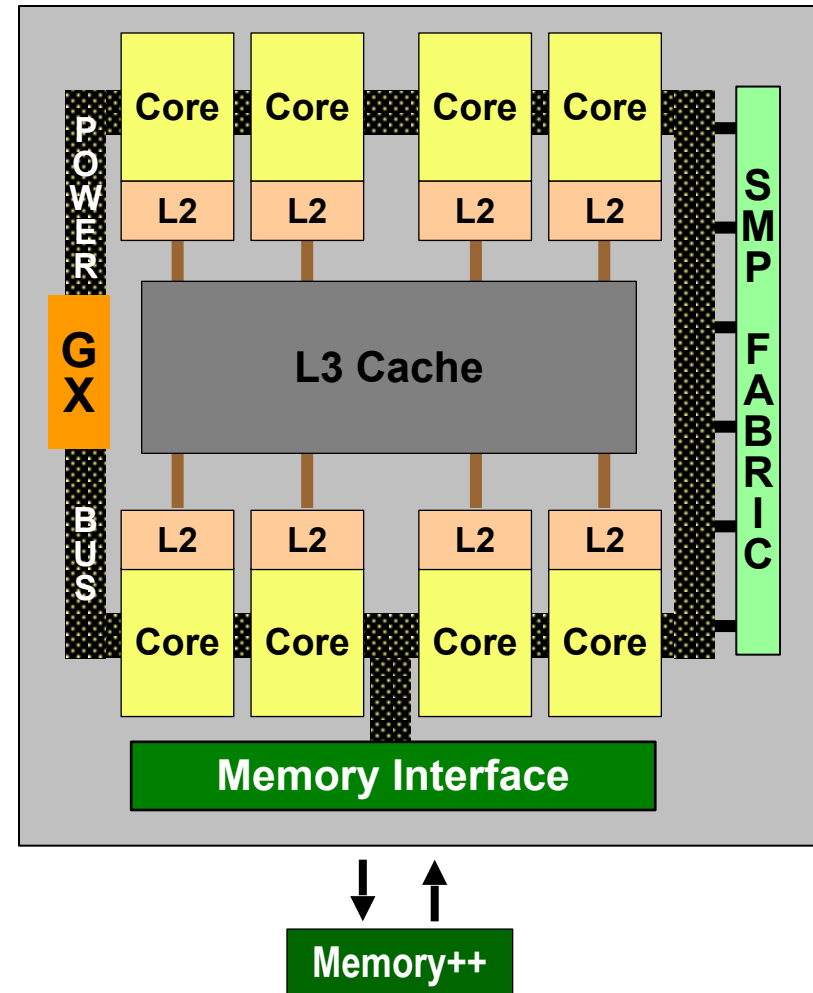 Core Core Core Core
L2 L2 L2 L2
POWER
GX
BUS
L3 Cache
SMP FABRIC
L2 L2 L2 L2
Core Core Core Core
Memory Interface
Memory++